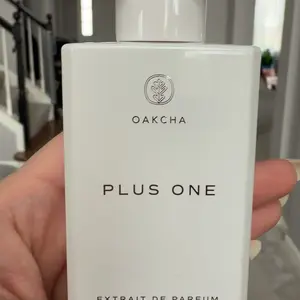 OAKCHA
PLUS ONE
EXTRAIT DE PARFUM